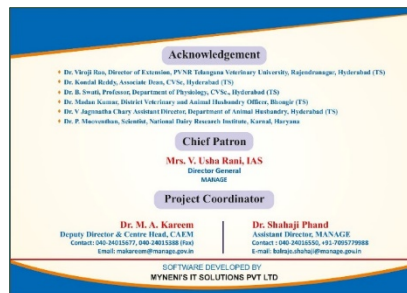 Acknowledgement
Dr. Viroji Rao, Director of Extension, PVNR Telangana Veterinary University, Rajendranagar, Hyderabad (TS)
Dr. Kondal Reddy, Associate Dean, CVSc, Hyderabad (TS)
Dr. B. Swati, Professor, Department of Physiology, CVSc., Hyderabad (TS)
Dr. Madan Kumar, District Veterinary and Animal Husbandry Officer, Bhongir (TS)
Dr. V Jagnnatha Chary Assistant Director, Department of Animal Husbandry, Hyderabad (TS)
Dr. P. Mooventhan, Scientist, National Dairy Research Institute, Karnal, Haryana
Chief Patron
Mrs. V. Usha Rani, IAS
Director General
MANAGE
Project Coordinator
Dr. M. A. Kareem
Deputy Director & Centre Head, CAEM
Contact : 040-24015677, 040-24015388 (Fax)
Email: makareem@manage.gov.in
Dr. Shahaji Phand
Assistant Director, MANAGE
Contact : 040-24016550, +91-7095779988
E-mail: balraje.shahaji@manage.gov.in
SOFTWARE DEVELOPED BY
MYNENI'S IT SOLUTIONS PVT LTD